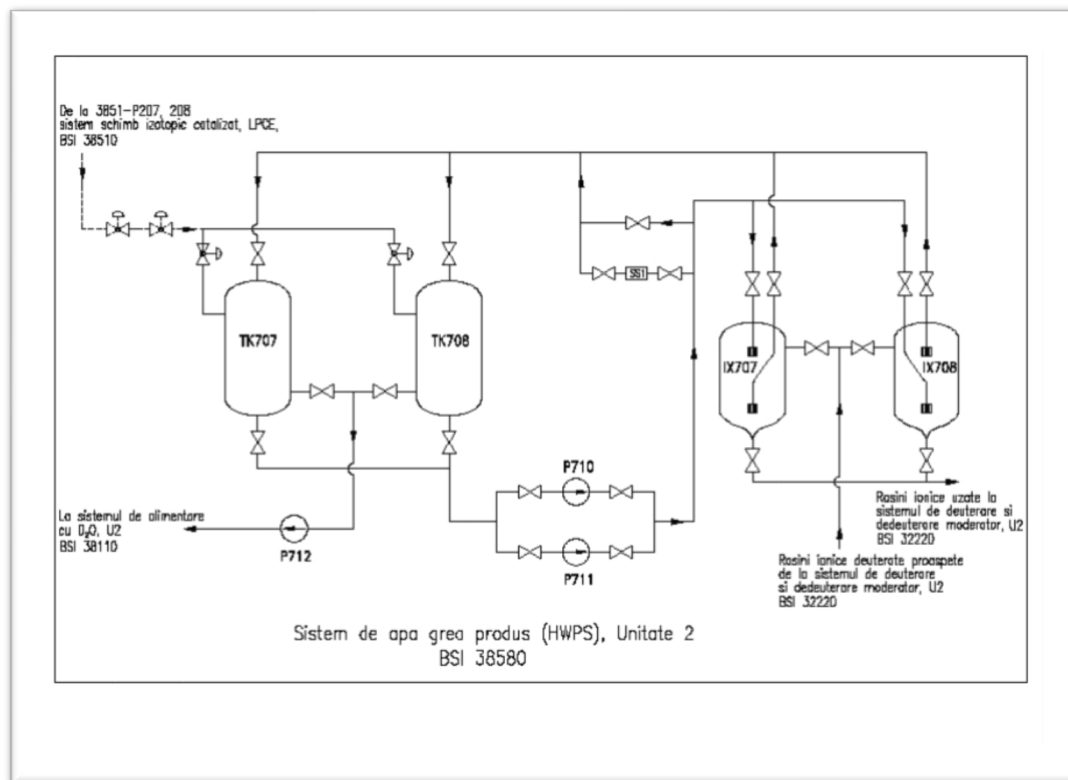 De la 3851-P207, 208
sistem schimb izotopic catalizat, LPCE,
BSI 38510
TK707
TK708
SS1
IX707
IX708
P710
P711
La sistemul de alimentare
cu D₂O, U2
BSI 38110
P712
Rasini ionice uzate la
sistemul de deuterare si
dedeuterare moderator, U2
BSI 32220
Rasini ionice deuterate proaspete
de la sistemul de deuterare
si dedeuterare moderator, U2
BSI 32220
Sistem de apa grea produs (HWPS), Unitate 2
BSI 38580